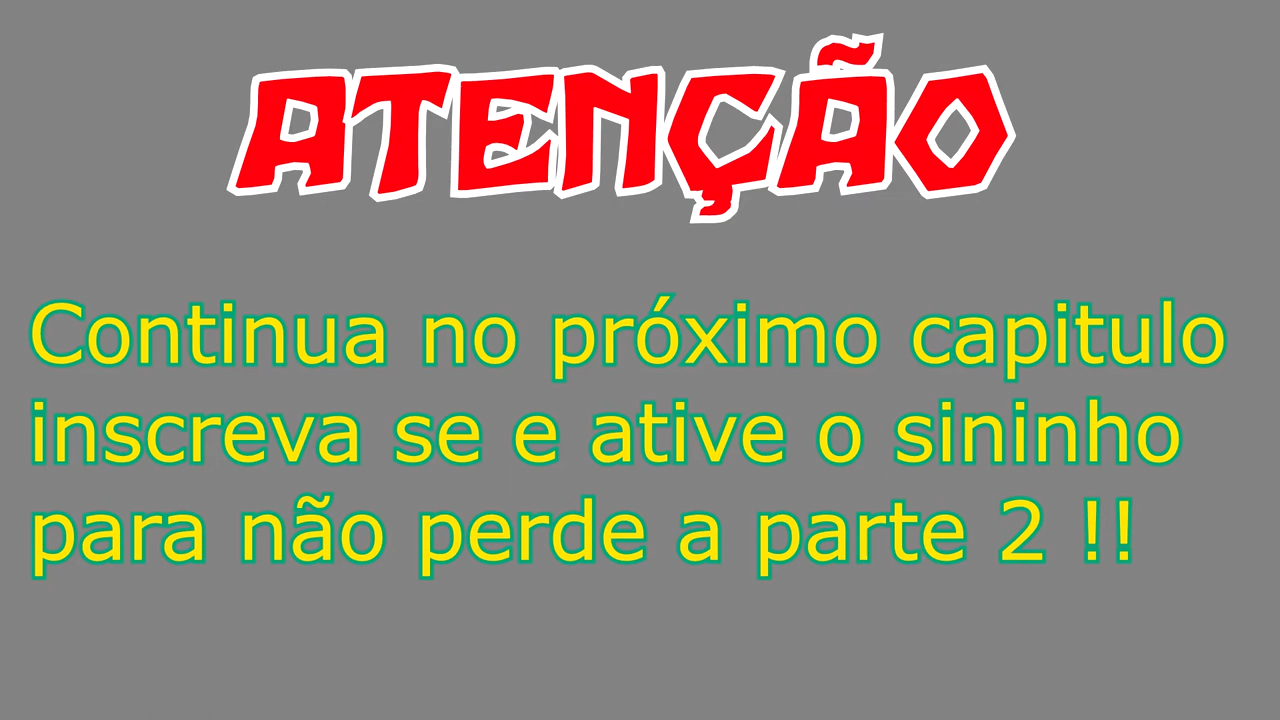 ATENÇÃO
Continua no próximo capitulo
inscreva se e ative o sininho
para não perde a parte 2 !!